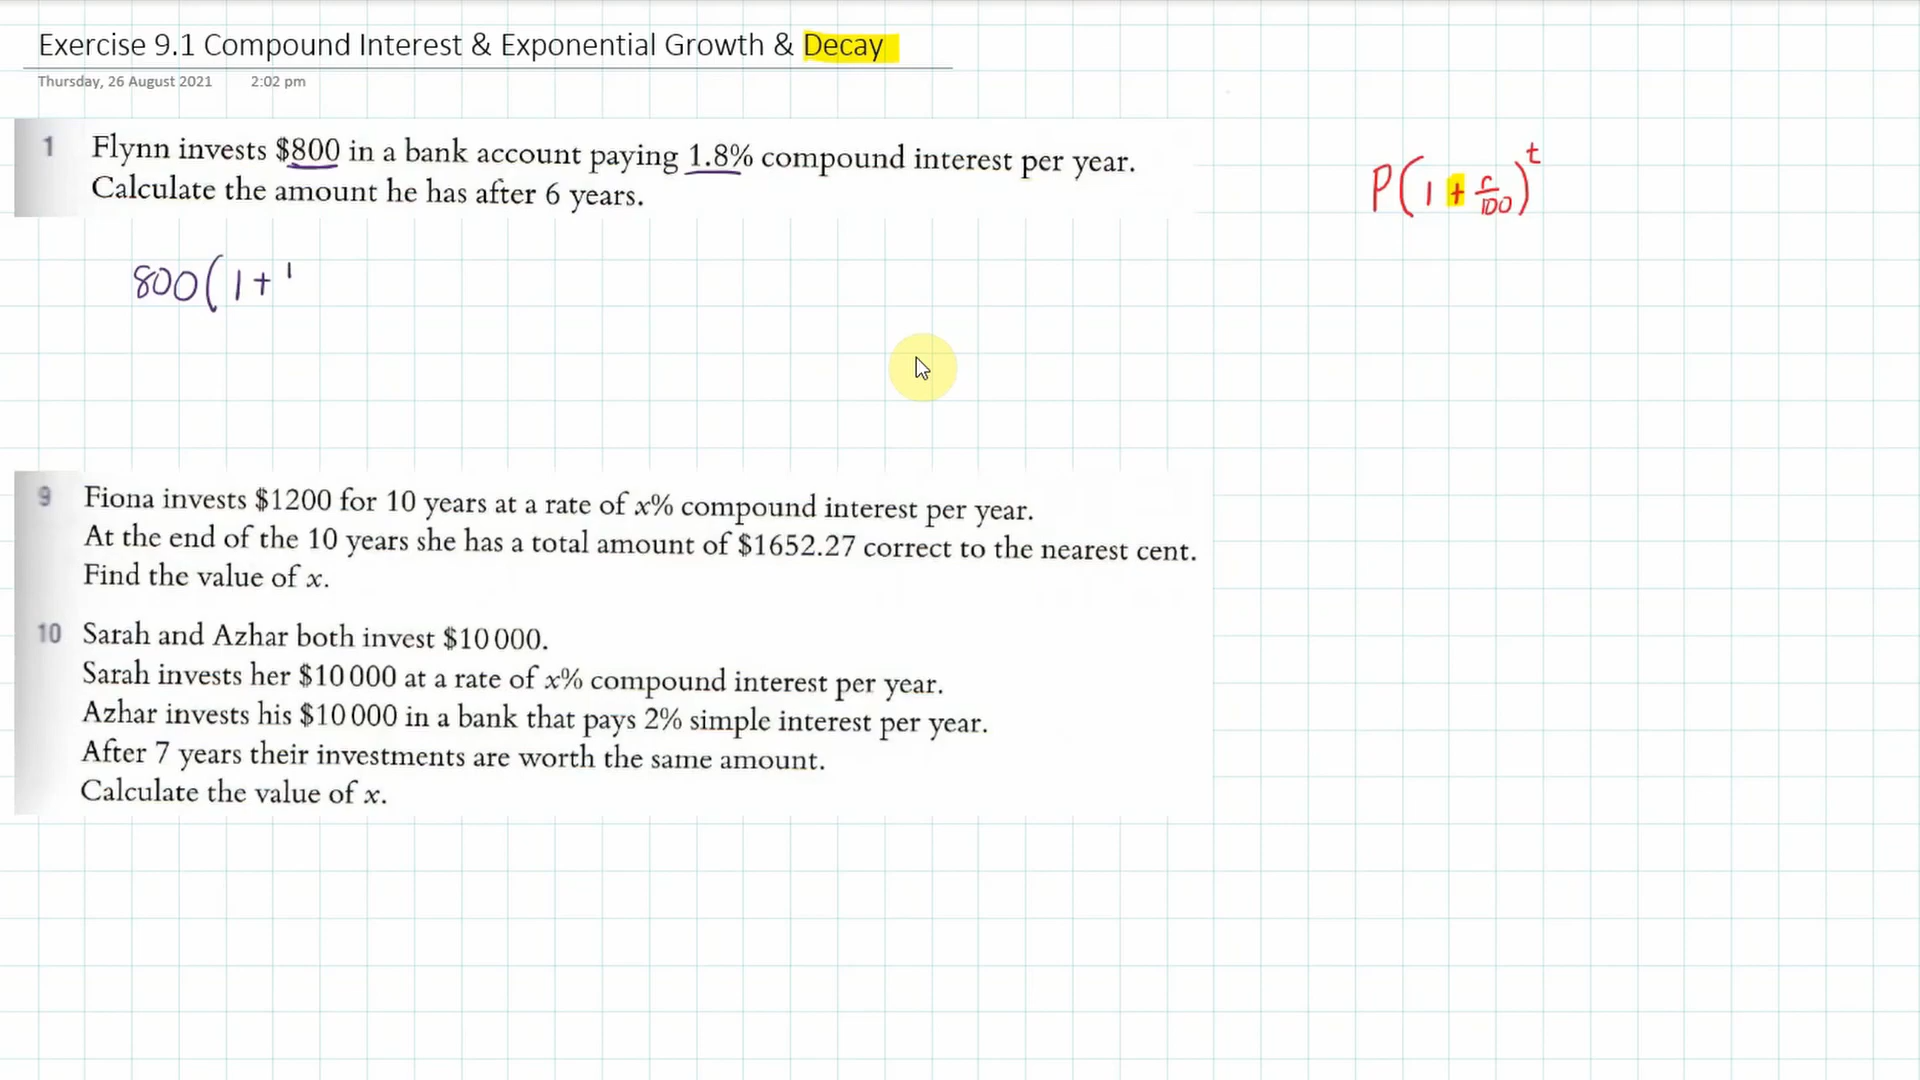 Exercise 9.1 Compound Interest & Exponential Growth & Decay
Thursday, 26 August 2021 2:02 pm
1 Flynn invests $800 in a bank account paying 1.8% compound interest per year.
Calculate the amount he has after 6 years.
P(1 + r/100)^t
800(1 + 1
9 Fiona invests $1200 for 10 years at a rate of x% compound interest per year.
At the end of the 10 years she has a total amount of $1652.27 correct to the nearest cent.
Find the value of x.
10 Sarah and Azhar both invest $10 000.
Sarah invests her $10 000 at a rate of x% compound interest per year.
Azhar invests his $10 000 in a bank that pays 2% simple interest per year.
After 7 years their investments are worth the same amount.
Calculate the value of x.